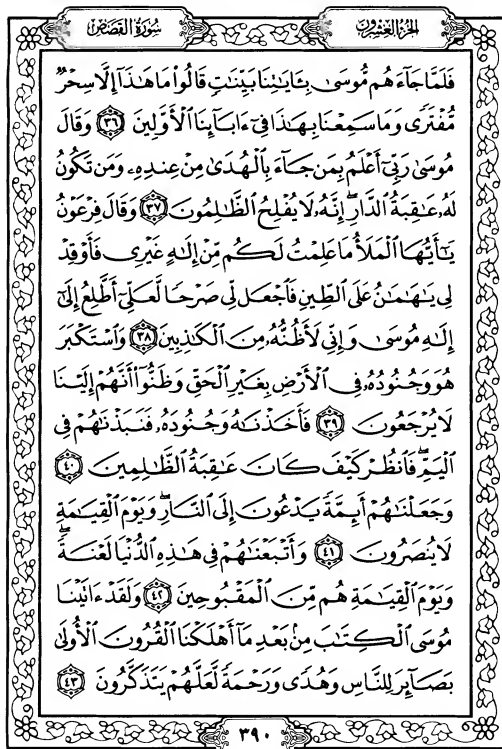 الجزء العشرون
سورة القصص
فَلَمَّا جَآءَهُم مُّوسَىٰ بِـَٔايَـٰتِنَا بَيِّنَـٰتٍ قَالُوا۟ مَا هَـٰذَآ إِلَّا سِحْرٌ
مُّفْتَرًى وَمَا سَمِعْنَا بِهَـٰذَا فِىٓ ءَابَآئِنَا ٱلْأَوَّلِينَ ٣٦ وَقَالَ
مُوسَىٰ رَبِّىٓ أَعْلَمُ بِمَن جَآءَ بِٱلْهُدَىٰ مِنْ عِندِهِۦ وَمَن تَكُونُ
لَهُۥ عَـٰقِبَةُ ٱلدَّارِ ۖ إِنَّهُۥ لَا يُفْلِحُ ٱلظَّـٰلِمُونَ ٣٧ وَقَالَ فِرْعَوْنُ
يَـٰٓأَيُّهَا ٱلْمَلَأُ مَا عَلِمْتُ لَكُم مِّنْ إِلَـٰهٍ غَيْرِى فَأَوْقِدْ
لِى يَـٰهَـٰمَـٰنُ عَلَى ٱلطِّينِ فَٱجْعَل لِّى صَرْحًا لَّعَلِّىٓ أَطَّلِعُ إِلَىٰٓ
إِلَـٰهِ مُوسَىٰ وَإِنِّى لَأَظُنُّهُۥ مِنَ ٱلْكَـٰذِبِينَ ٣٨ وَٱسْتَكْبَرَ
هُوَ وَجُنُودُهُۥ فِى ٱلْأَرْضِ بِغَيْرِ ٱلْحَقِّ وَظَنُّوٓا۟ أَنَّهُمْ إِلَيْنَا
لَا يُرْجَعُونَ ٣٩ فَأَخَذْنَـٰهُ وَجُنُودَهُۥ فَنَبَذْنَـٰهُمْ فِى
ٱلْيَمِّ ۖ فَٱنظُرْ كَيْفَ كَانَ عَـٰقِبَةُ ٱلظَّـٰلِمِينَ ٤٠
وَجَعَلْنَـٰهُمْ أَئِمَّةً يَدْعُونَ إِلَى ٱلنَّارِ ۖ وَيَوْمَ ٱلْقِيَـٰمَةِ
لَا يُنصَرُونَ ٤١ وَأَتْبَعْنَـٰهُمْ فِى هَـٰذِهِ ٱلدُّنْيَا لَعْنَةً ۖ
وَيَوْمَ ٱلْقِيَـٰمَةِ هُم مِّنَ ٱلْمَقْبُوحِينَ ٤٢ وَلَقَدْ ءَاتَيْنَا
مُوسَى ٱلْكِتَـٰبَ مِنۢ بَعْدِ مَآ أَهْلَكْنَا ٱلْقُرُونَ ٱلْأُولَىٰ
بَصَآئِرَ لِلنَّاسِ وَهُدًى وَرَحْمَةً لَّعَلَّهُمْ يَتَذَكَّرُونَ ٤٣
٣٩٠